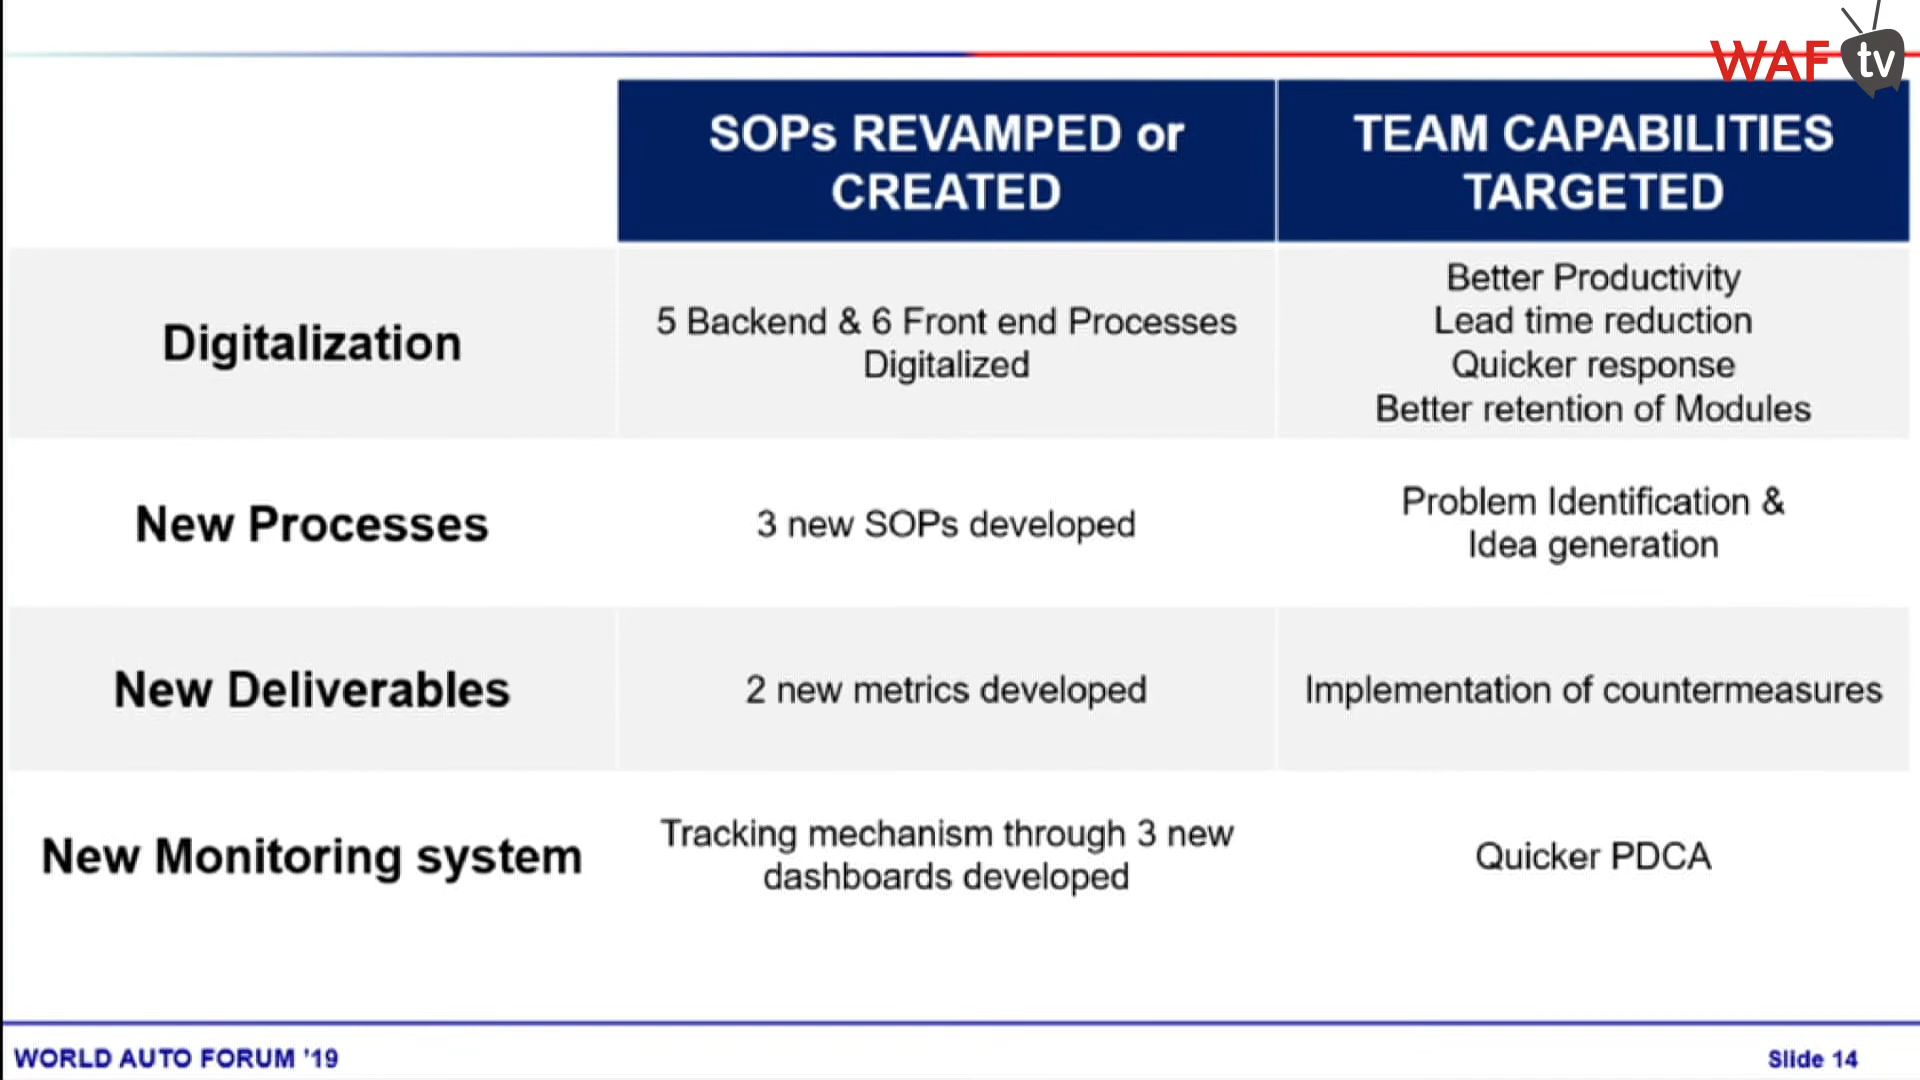 WAF tv
SOPs REVAMPED or
CREATED
TEAM CAPABILITIES
TARGETED
Digitalization
5 Backend & 6 Front end Processes
Digitalized
Better Productivity
Lead time reduction
Quicker response
Better retention of Modules
New Processes
3 new SOPs developed
Problem Identification &
Idea generation
New Deliverables
2 new metrics developed
Implementation of countermeasures
New Monitoring system
Tracking mechanism through 3 new
dashboards developed
Quicker PDCA
WORLD AUTO FORUM '19
Slide 14